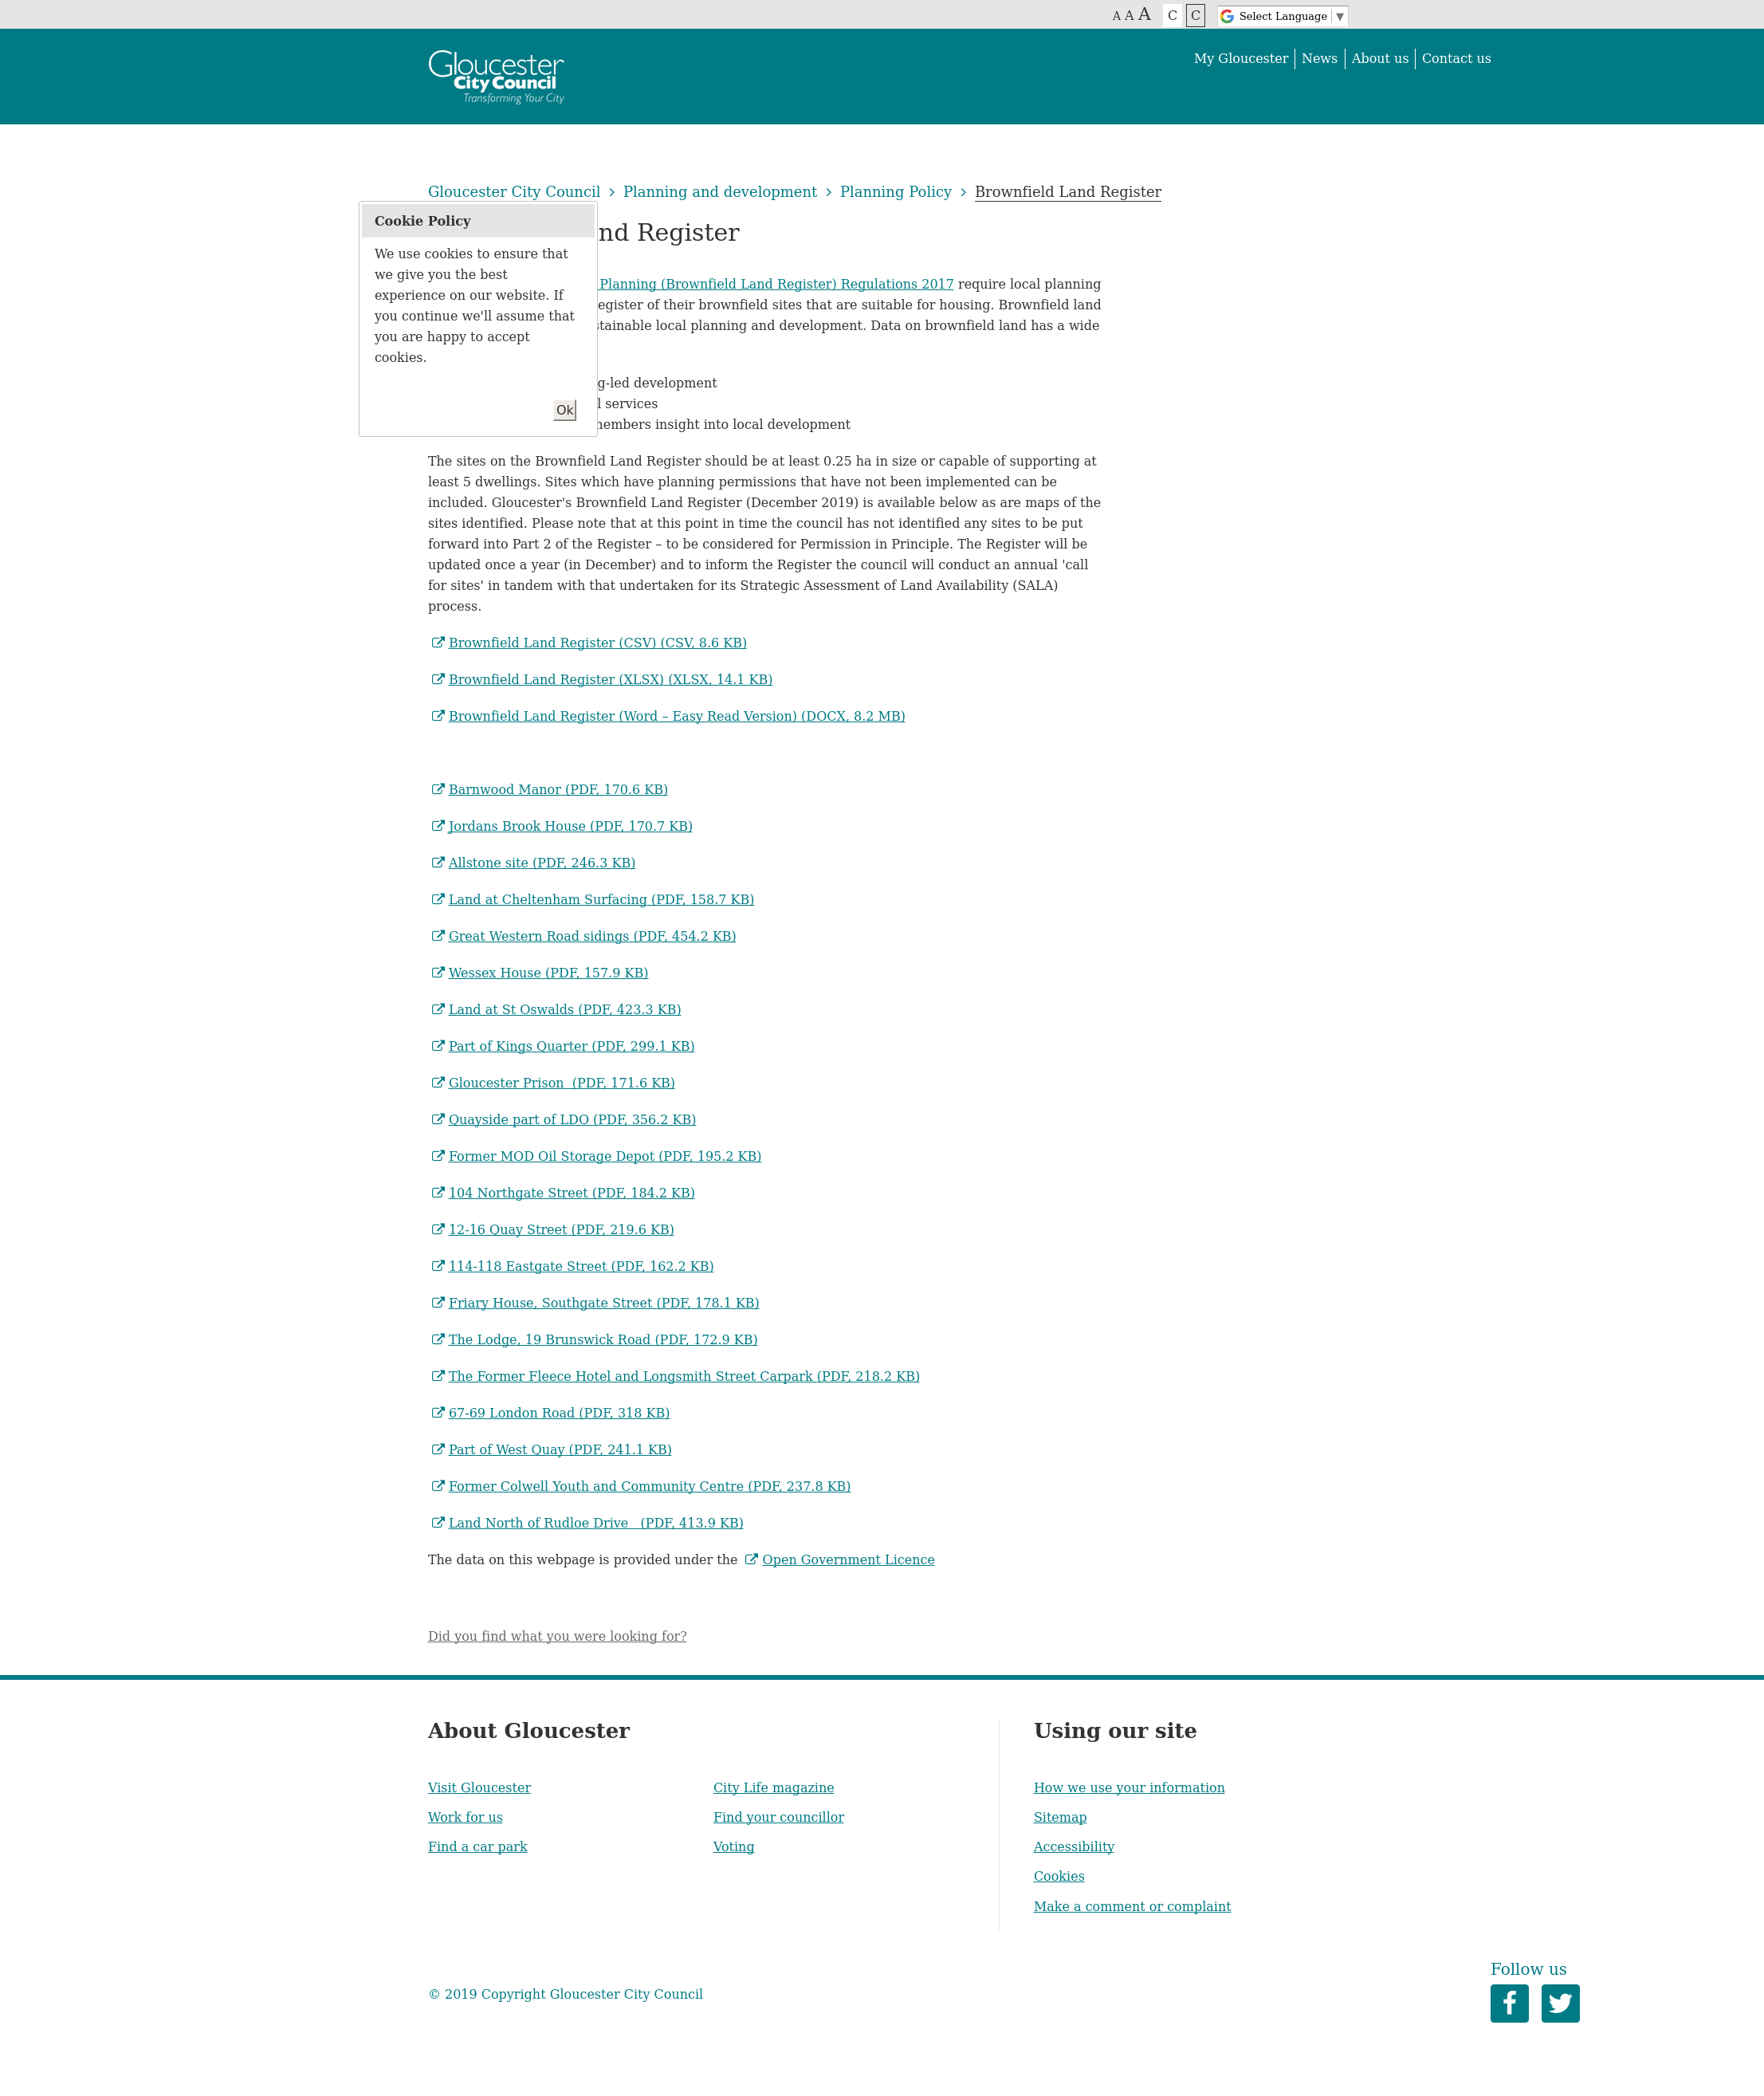 A A A C C Select Language ▼
Gloucester
City Council
Transforming Your City
My Gloucester News About us Contact us
Gloucester City Council > Planning and development > Planning Policy > Brownfield Land Register
Cookie Policy
We use cookies to ensure that
we give you the best
experience on our website. If
you continue we'll assume that
you are happy to accept
cookies.
Ok
nd Register
Planning (Brownfield Land Register) Regulations 2017 require local planning
register of their brownfield sites that are suitable for housing. Brownfield land
stainable local planning and development. Data on brownfield land has a wide
g-led development
l services
members insight into local development
The sites on the Brownfield Land Register should be at least 0.25 ha in size or capable of supporting at
least 5 dwellings. Sites which have planning permissions that have not been implemented can be
included. Gloucester's Brownfield Land Register (December 2019) is available below as are maps of the
sites identified. Please note that at this point in time the council has not identified any sites to be put
forward into Part 2 of the Register – to be considered for Permission in Principle. The Register will be
updated once a year (in December) and to inform the Register the council will conduct an annual 'call
for sites' in tandem with that undertaken for its Strategic Assessment of Land Availability (SALA)
process.
Brownfield Land Register (CSV) (CSV, 8.6 KB)
Brownfield Land Register (XLSX) (XLSX, 14.1 KB)
Brownfield Land Register (Word – Easy Read Version) (DOCX, 8.2 MB)
Barnwood Manor (PDF, 170.6 KB)
Jordans Brook House (PDF, 170.7 KB)
Allstone site (PDF, 246.3 KB)
Land at Cheltenham Surfacing (PDF, 158.7 KB)
Great Western Road sidings (PDF, 454.2 KB)
Wessex House (PDF, 157.9 KB)
Land at St Oswalds (PDF, 423.3 KB)
Part of Kings Quarter (PDF, 299.1 KB)
Gloucester Prison  (PDF, 171.6 KB)
Quayside part of LDO (PDF, 356.2 KB)
Former MOD Oil Storage Depot (PDF, 195.2 KB)
104 Northgate Street (PDF, 184.2 KB)
12-16 Quay Street (PDF, 219.6 KB)
114-118 Eastgate Street (PDF, 162.2 KB)
Friary House, Southgate Street (PDF, 178.1 KB)
The Lodge, 19 Brunswick Road (PDF, 172.9 KB)
The Former Fleece Hotel and Longsmith Street Carpark (PDF, 218.2 KB)
67-69 London Road (PDF, 318 KB)
Part of West Quay (PDF, 241.1 KB)
Former Colwell Youth and Community Centre (PDF, 237.8 KB)
Land North of Rudloe Drive   (PDF, 413.9 KB)
The data on this webpage is provided under the Open Government Licence
Did you find what you were looking for?
About Gloucester
Visit Gloucester
Work for us
Find a car park
City Life magazine
Find your councillor
Voting
Using our site
How we use your information
Sitemap
Accessibility
Cookies
Make a comment or complaint
Follow us
© 2019 Copyright Gloucester City Council